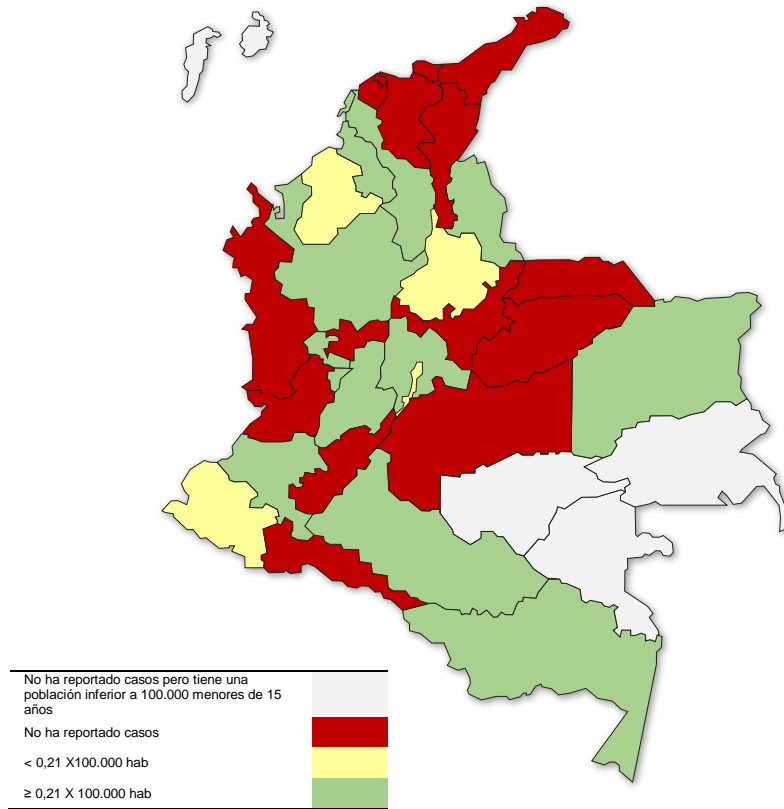 No ha reportado casos pero tiene una
población inferior a 100.000 menores de 15
años
No ha reportado casos
< 0,21 X100.000 hab
≥ 0,21 X 100.000 hab